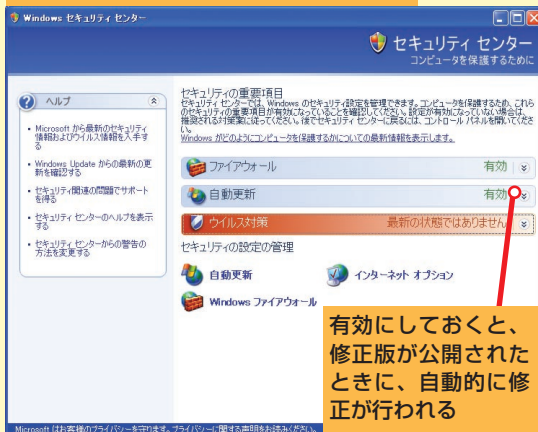 Windows セキュリティ センター
セキュリティ センター
コンピュータを保護するために
ヘルプ
• Microsoft から最新のセキュリティ
情報およびウイルス情報を入手す
る
• Windows Update からの最新の更
新を確認する
• セキュリティ関連の問題でサポート
を得る
• セキュリティ センターのヘルプを表示
する
• セキュリティ センターからの警告の
方法を変更する
セキュリティの重要項目
セキュリティ センターでは、Windows のセキュリティ設定を管理できます。コンピュータを保護するため、これら
のセキュリティの重要項目が有効になっていることを確認してください。設定が有効になっていない場合は、
推奨される対策案に従ってください。後でセキュリティ センターに戻るには、コントロール パネルを開いてくださ
い。
Windows がどのようにコンピュータを保護するかについての最新情報を表示します。
ファイアウォール 有効
自動更新 有効
ウイルス対策 最新の状態ではありません
セキュリティの設定の管理
自動更新 インターネット オプション
Windows ファイアウォール
有効にしておくと、
修正版が公開された
ときに、自動的に修
正が行われる
Microsoft はお客様のプライバシーを守ります。プライバシーに関する声明をお読みください。